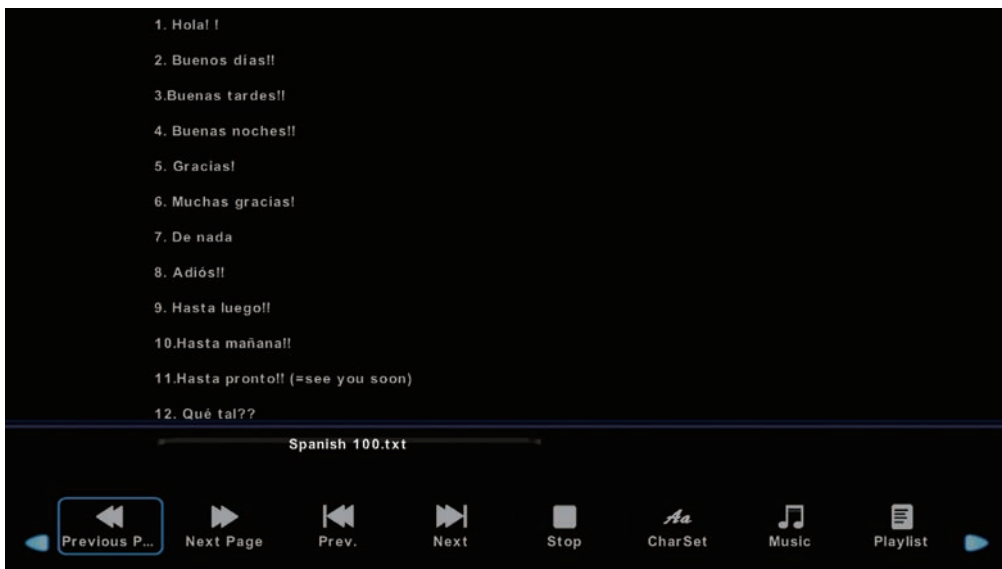 1. Hola! !
2. Buenos días!!
3.Buenas tardes!!
4. Buenas noches!!
5. Gracias!
6. Muchas gracias!
7. De nada
8. Adiós!!
9. Hasta luego!!
10.Hasta mañana!!
11.Hasta pronto!! (=see you soon)
12. Qué tal??
Spanish 100.txt
Previous P... Next Page Prev. Next Stop Aa CharSet Music Playlist